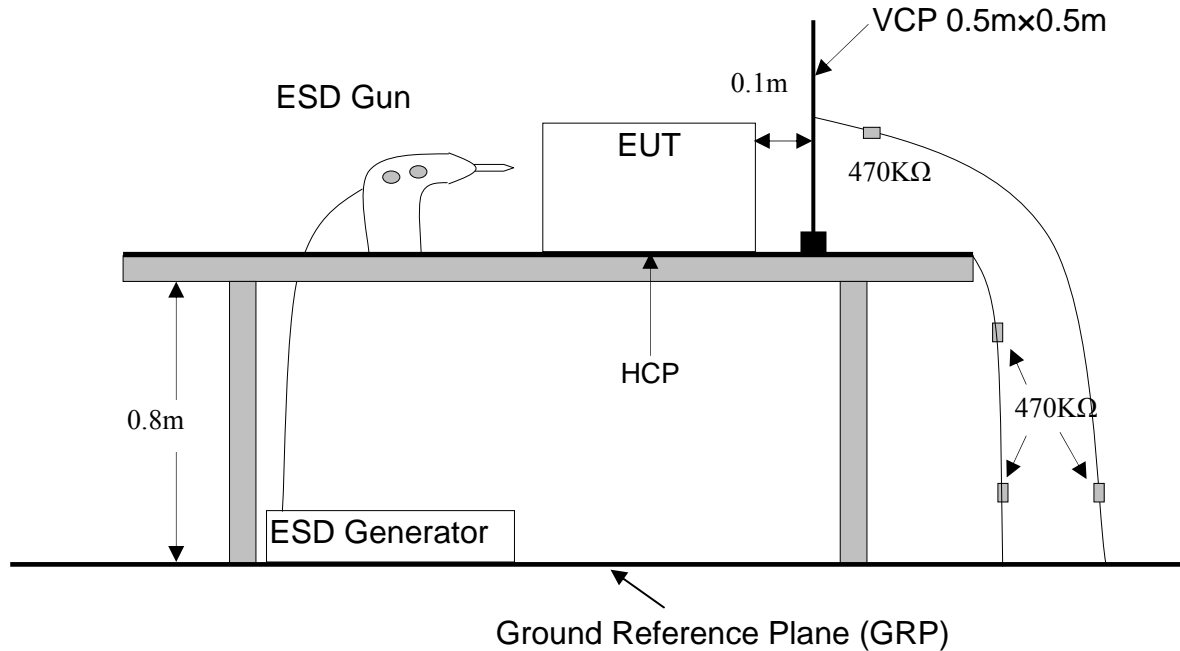 VCP 0.5m×0.5m
0.1m
ESD Gun
EUT
470KΩ
HCP
470KΩ
0.8m
ESD Generator
Ground Reference Plane (GRP)